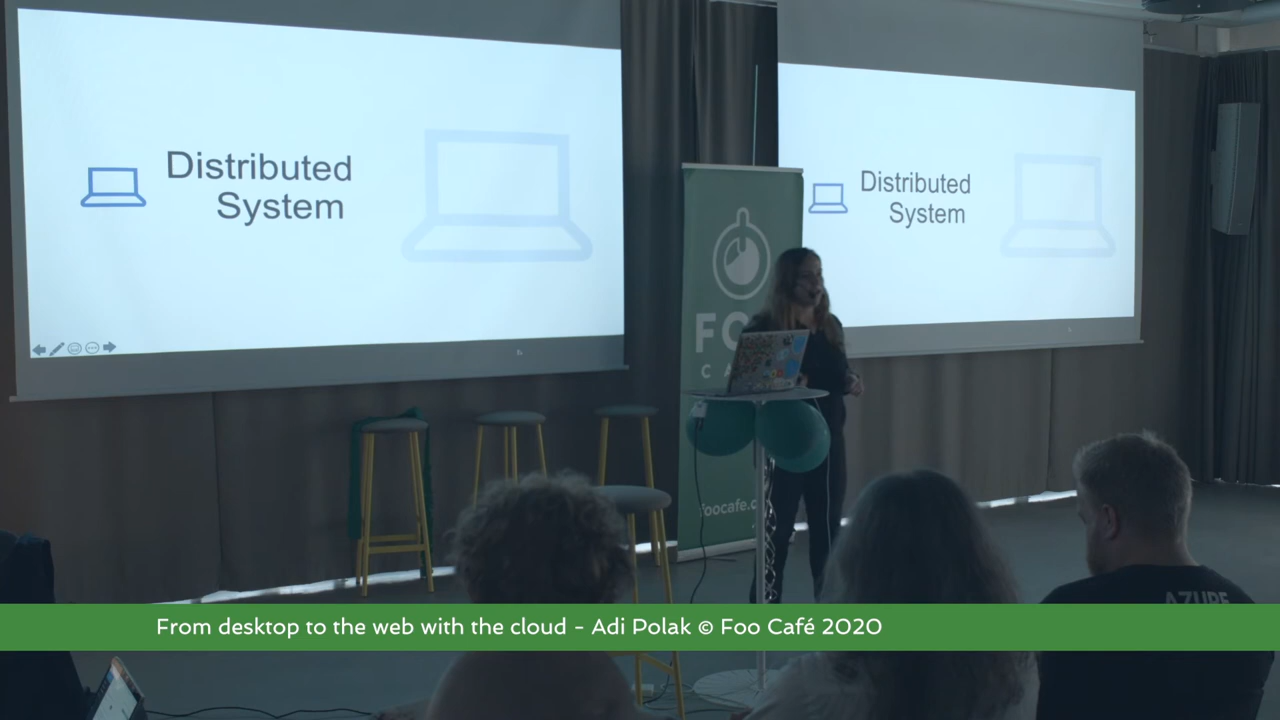 Distributed
System
Distributed
System
foocafe.
AZURE
From desktop to the web with the cloud - Adi Polak © Foo Café 2020